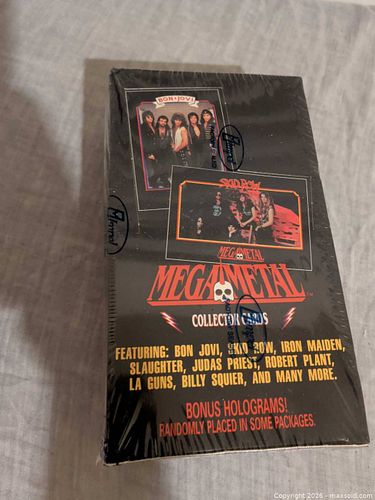 BON JOVI
SKID ROW
MEGAMETAL
MEGAMETAL
COLLECTOR CARDS
FEATURING: BON JOVI, SKID ROW, IRON MAIDEN,
SLAUGHTER, JUDAS PRIEST, ROBERT PLANT,
LA GUNS, BILLY SQUIER, AND MANY MORE.
BONUS HOLOGRAMS!
RANDOMLY PLACED IN SOME PACKAGES.
Copyright 2026 - maxsold.com